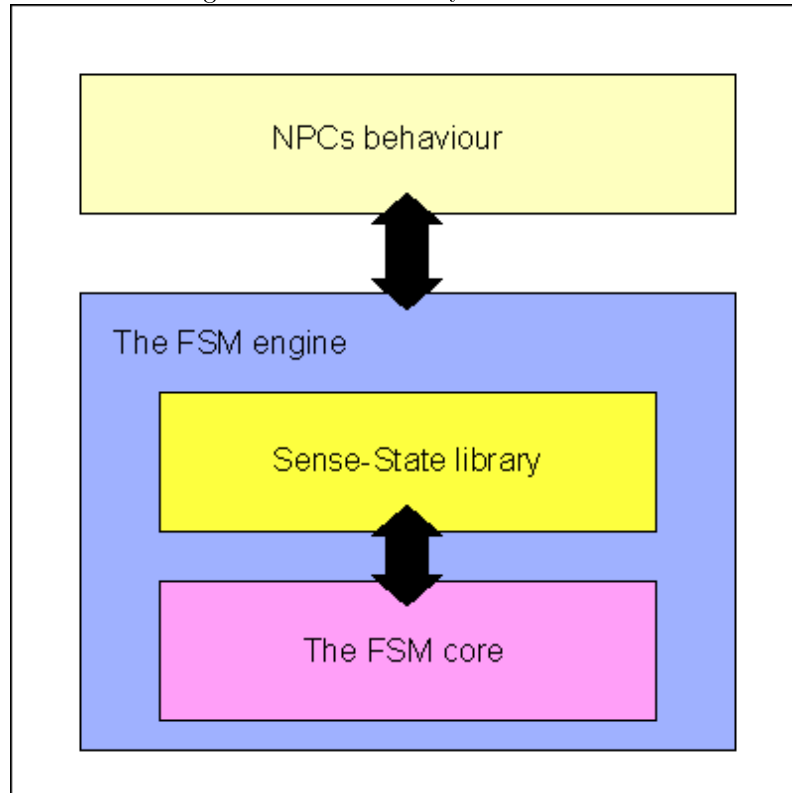 NPCs behaviour
The FSM engine
Sense-State library
The FSM core